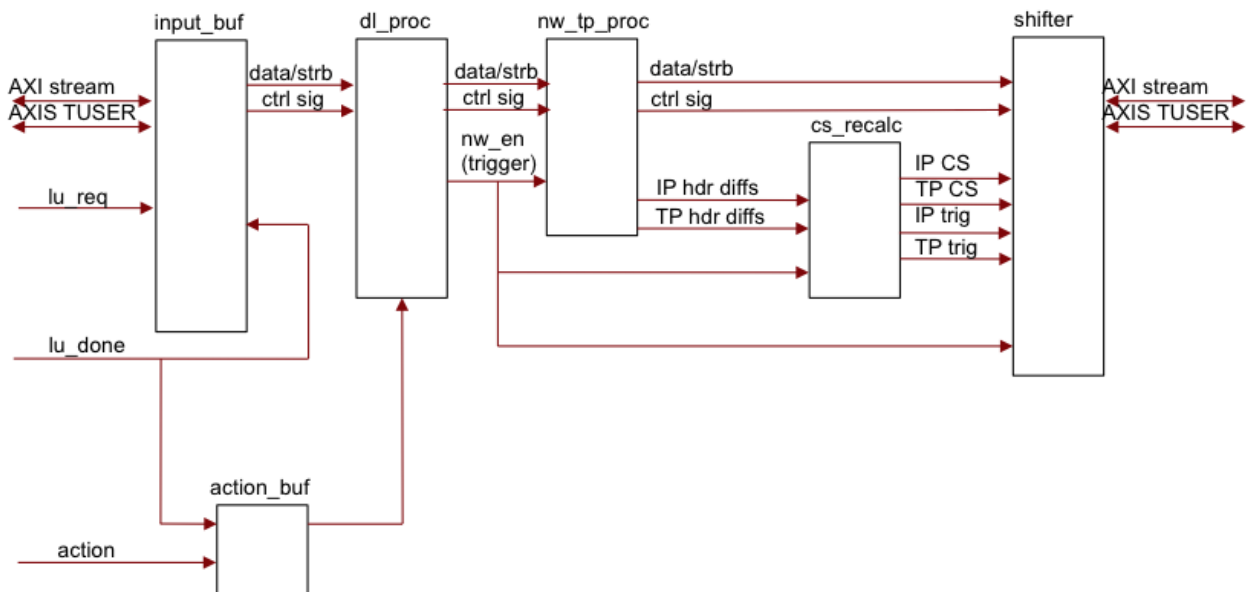 input_buf
dl_proc
nw_tp_proc
shifter
data/strb
data/strb
data/strb
AXI stream
ctrl sig
ctrl sig
ctrl sig
AXI stream
AXIS TUSER
AXIS TUSER
cs_recalc
nw_en
(trigger)
IP CS
lu_req
IP hdr diffs
TP CS
TP hdr diffs
IP trig
TP trig
lu_done
action_buf
action